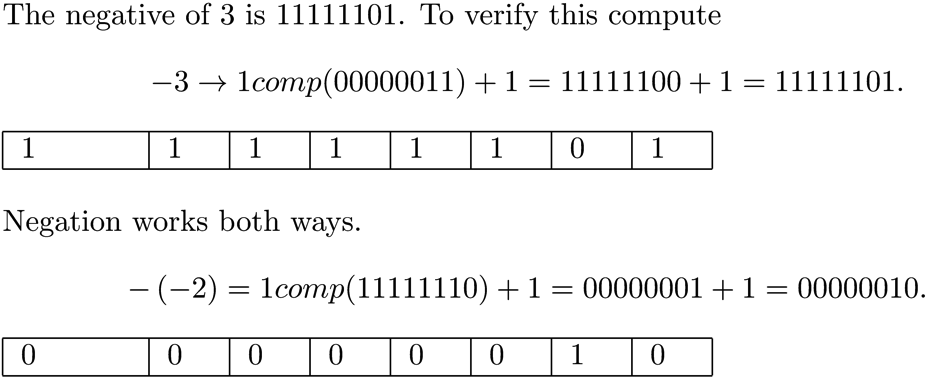 The negative of 3 is 11111101. To verify this compute
−3 → 1comp(00000011) + 1 = 11111100 + 1 = 11111101.
1 1 1 1 1 1 0 1
Negation works both ways.
− (−2) = 1comp(11111110) + 1 = 00000001 + 1 = 00000010.
0 0 0 0 0 0 1 0